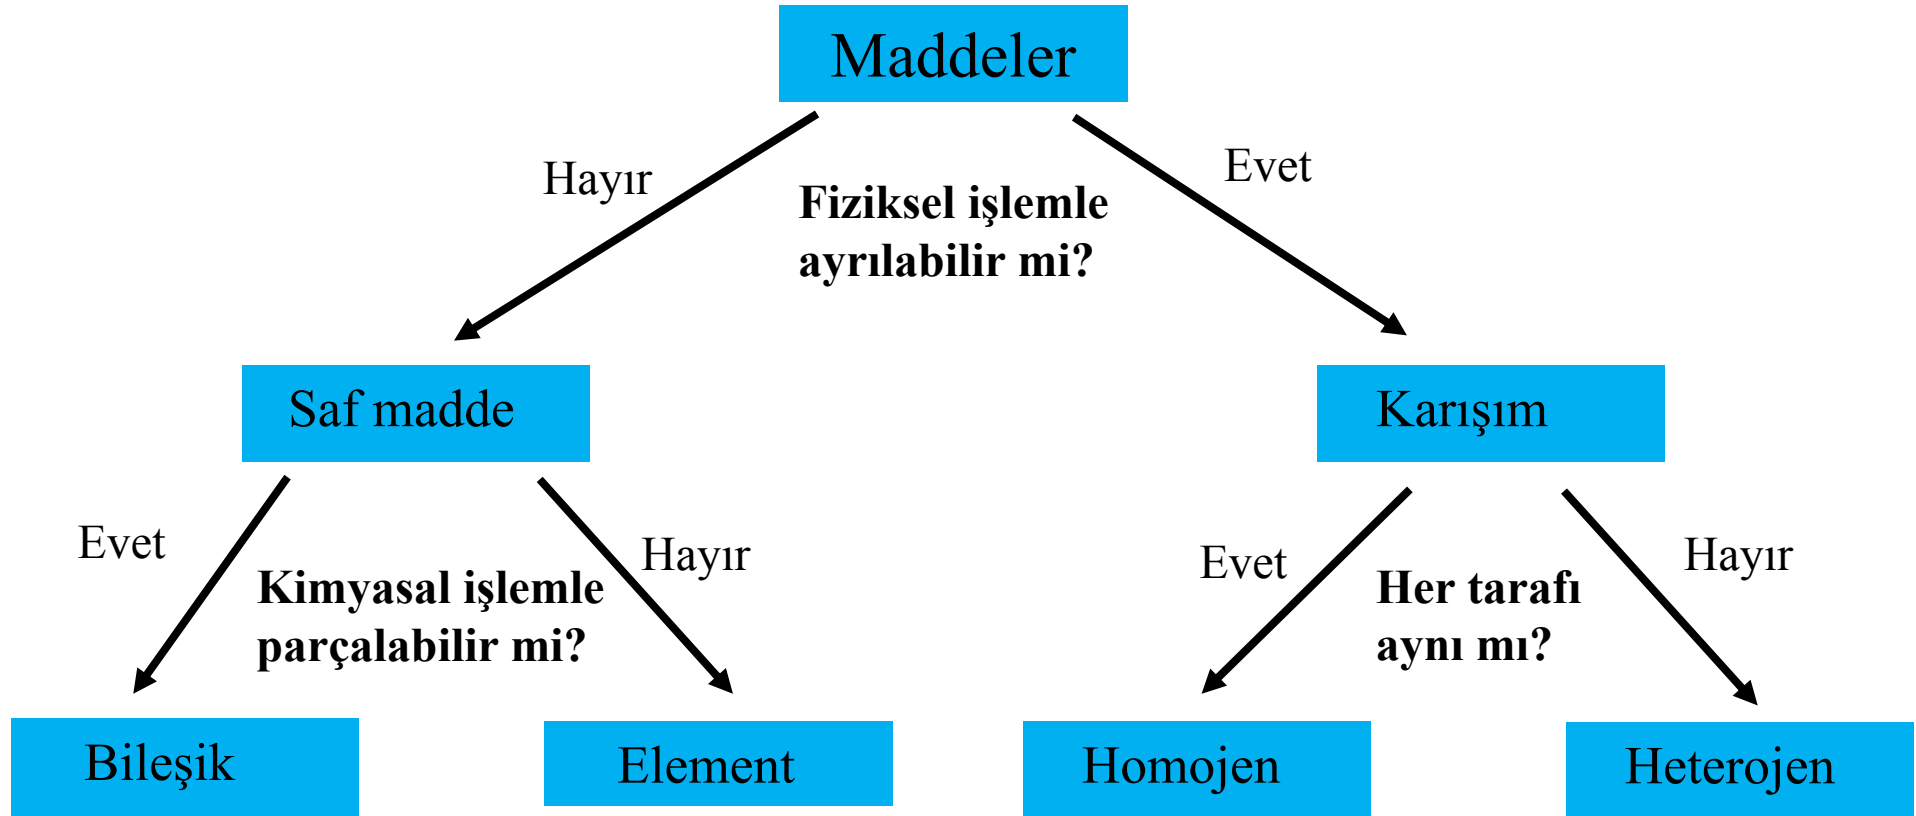 Maddeler
Hayır
Evet
Fiziksel işlemle
ayrılabilir mi?
Saf madde
Karışım
Evet
Hayır
Kimyasal işlemle
parçalabilir mi?
Evet
Hayır
Her tarafı
aynı mı?
Bileşik
Element
Homojen
Heterojen